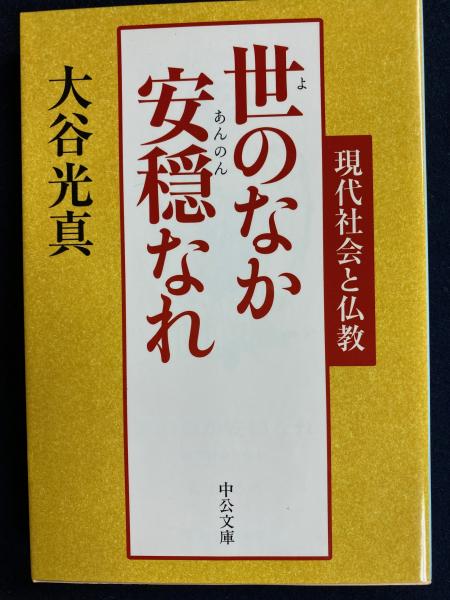 現代社会と仏教
世のなか
よ
安穏なれ
あんのん
大谷光真
中公文庫